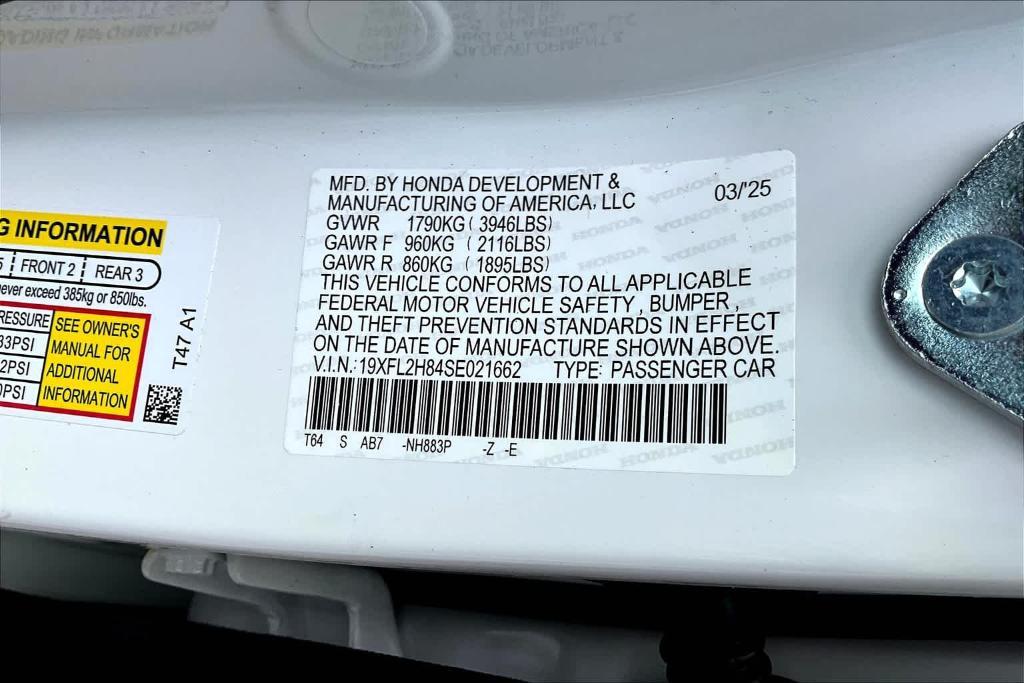 MFD. BY HONDA DEVELOPMENT &
MANUFACTURING OF AMERICA, LLC
03/'25
GVWR 1790KG ( 3946LBS)
GAWR F 960KG ( 2116LBS)
GAWR R 860KG ( 1895LBS)
THIS VEHICLE CONFORMS TO ALL APPLICABLE
FEDERAL MOTOR VEHICLE SAFETY, BUMPER,
AND THEFT PREVENTION STANDARDS IN EFFECT
ON THE DATE OF MANUFACTURE SHOWN ABOVE.
V.I.N.: 19XFL2H84SE021662 TYPE: PASSENGER CAR
T64 S AB7 -NH883P -Z -E
INFORMATION
FRONT 2 REAR 3
never exceed 385kg or 850lbs.
PRESSURE
33PSI
SEE OWNER'S
MANUAL FOR
ADDITIONAL
INFORMATION
T47 A1